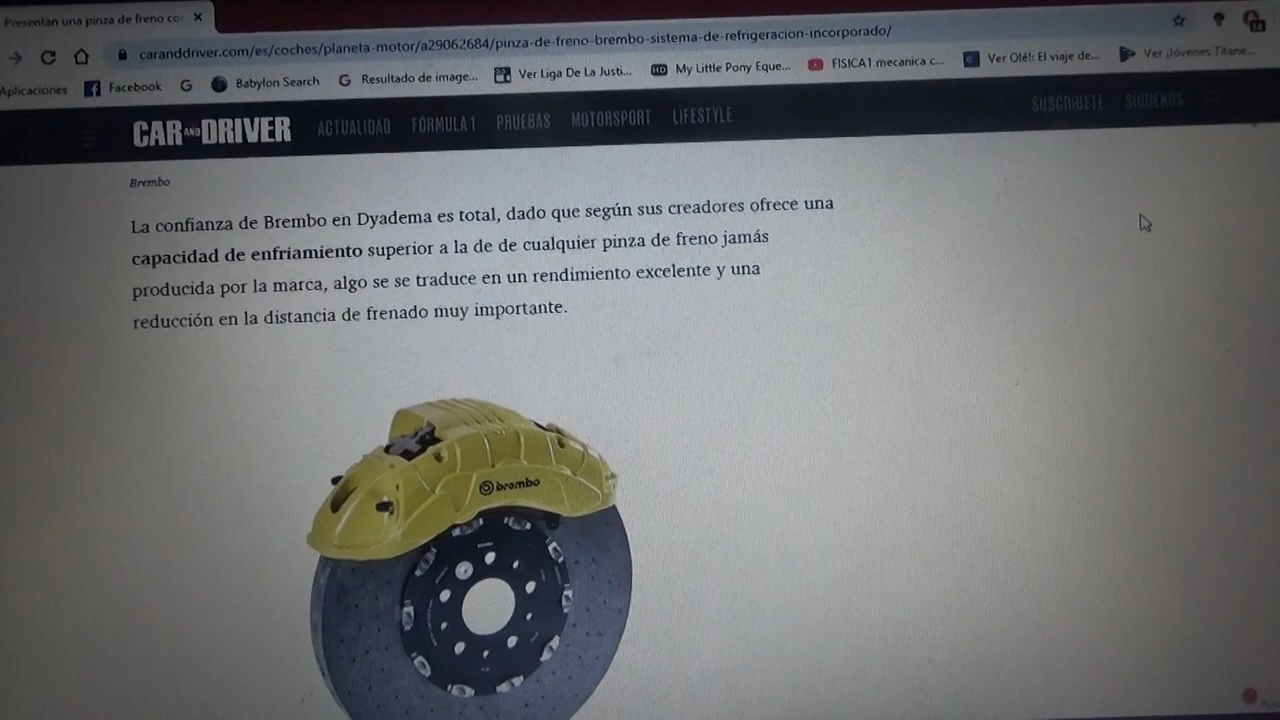 Presentan una pinza de freno co
caranddriver.com/es/coches/planeta-motor/a29062684/pinza-de-freno-brembo-sistema-de-refrigeracion-incorporado/
Aplicaciones Facebook Babylon Search Resultado de image... Ver Liga De La Justi... My Little Pony Eque... FISICA1 mecanica c... Ver Olé!: El viaje de... Ver Jóvenes Titane...
CAR AND DRIVER ACTUALIDAD FÓRMULA 1 PRUEBAS MOTORSPORT LIFESTYLE SUSCRÍBETE SÍGUENOS
Brembo
La confianza de Brembo en Dyadema es total, dado que según sus creadores ofrece una
capacidad de enfriamiento superior a la de de cualquier pinza de freno jamás
producida por la marca, algo se se traduce en un rendimiento excelente y una
reducción en la distancia de frenado muy importante.
brembo